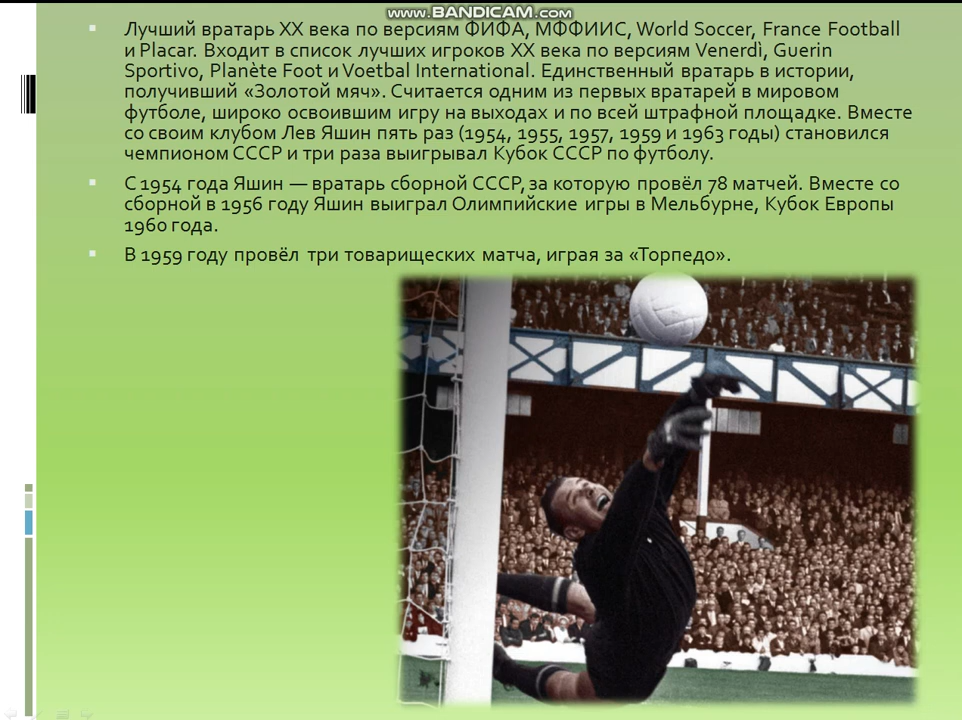 www.BANDICAM.com
Лучший вратарь XX века по версиям ФИФА, МФФИИС, World Soccer, France Football
и Placar. Входит в список лучших игроков XX века по версиям Venerdì, Guerin
Sportivo, Planète Foot и Voetbal International. Единственный вратарь в истории,
получивший «Золотой мяч». Считается одним из первых вратарей в мировом
футболе, широко освоившим игру на выходах и по всей штрафной площадке. Вместе
со своим клубом Лев Яшин пять раз (1954, 1955, 1957, 1959 и 1963 годы) становился
чемпионом СССР и три раза выигрывал Кубок СССР по футболу.
С 1954 года Яшин — вратарь сборной СССР, за которую провёл 78 матчей. Вместе со
сборной в 1956 году Яшин выиграл Олимпийские игры в Мельбурне, Кубок Европы
1960 года.
В 1959 году провёл три товарищеских матча, играя за «Торпедо».